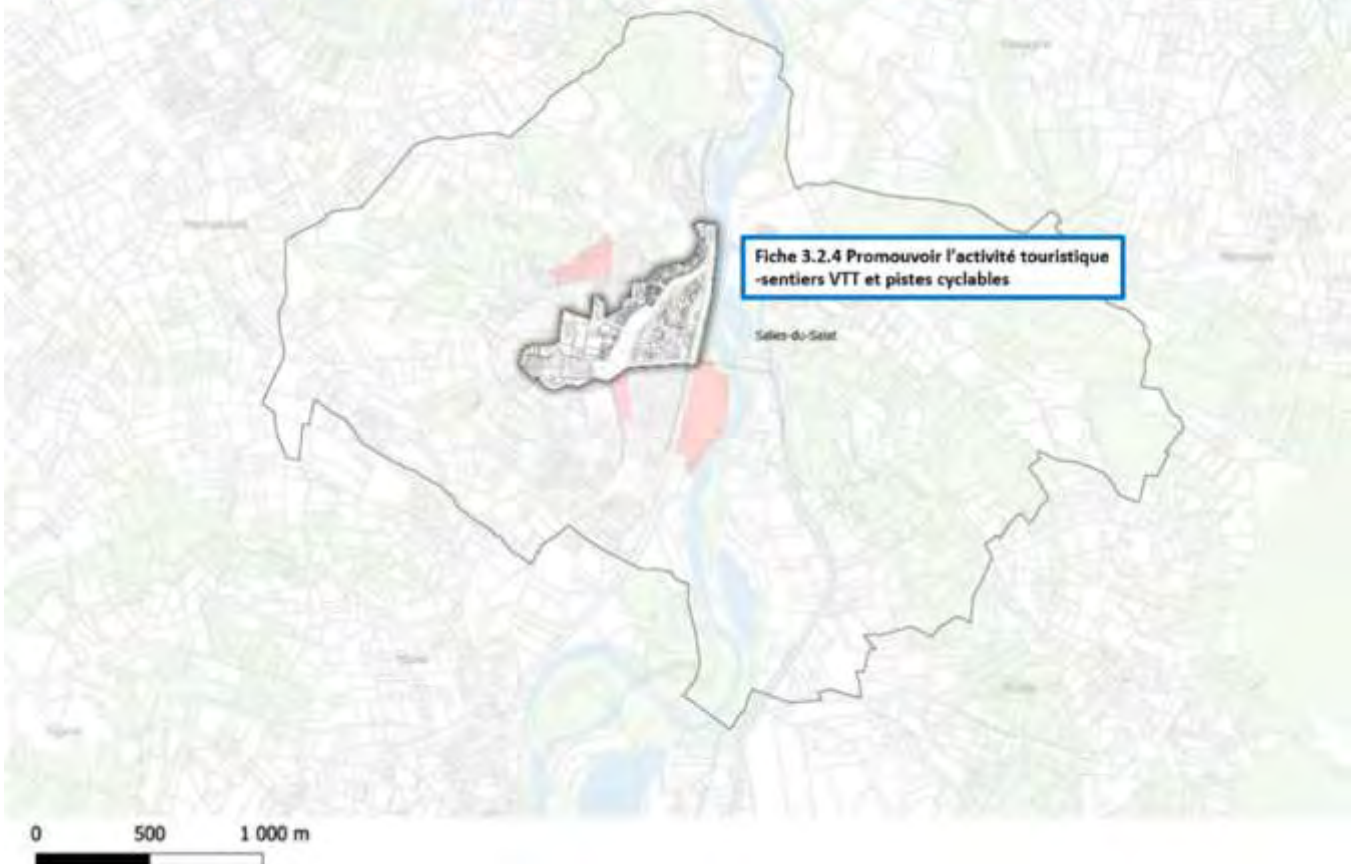 Fiche 3.2.4 Promouvoir l'activité touristique
-sentiers VTT et pistes cyclables
Salies-du-Salat
0 500 1 000 m